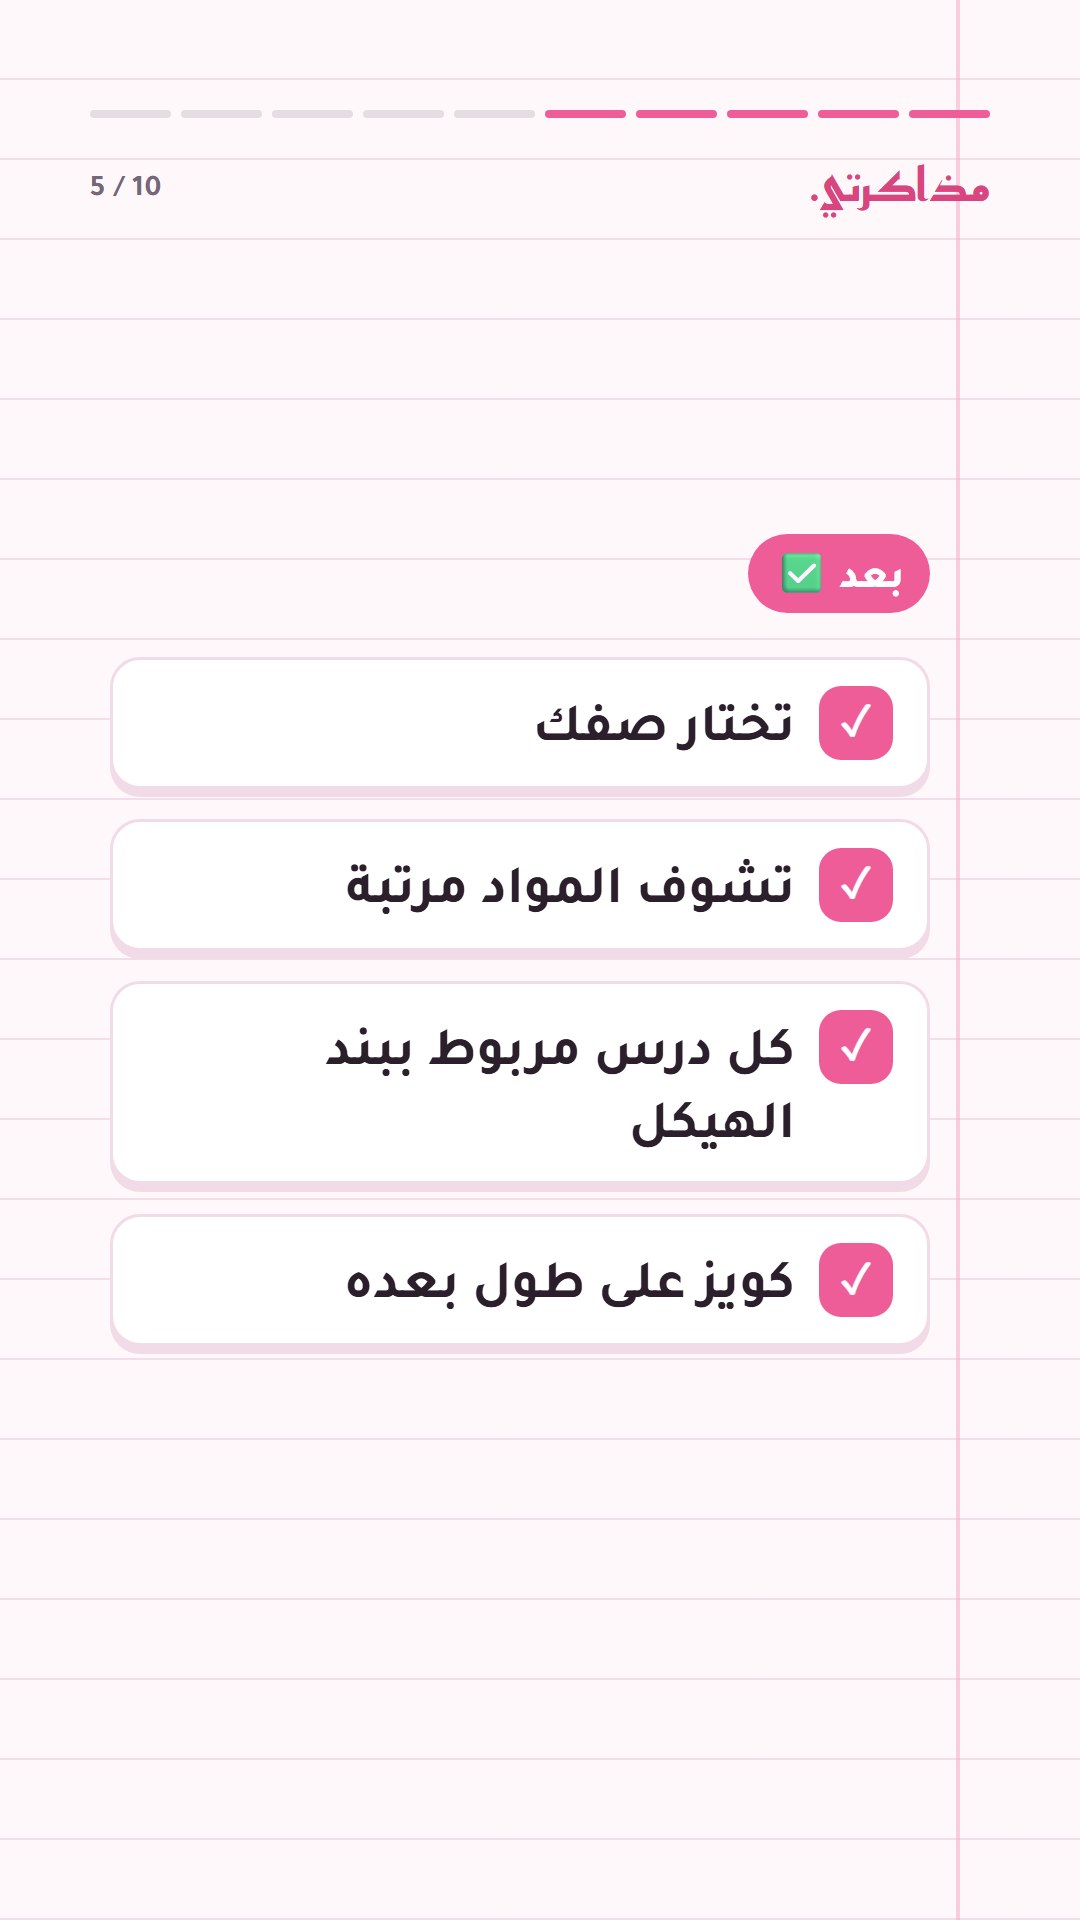 مذاكرتي.
5 / 10
بعد ✅
✓ تختار صفك
✓ تشوف المواد مرتبة
✓ كل درس مربوط ببند
الهيكل
✓ كويز على طول بعده